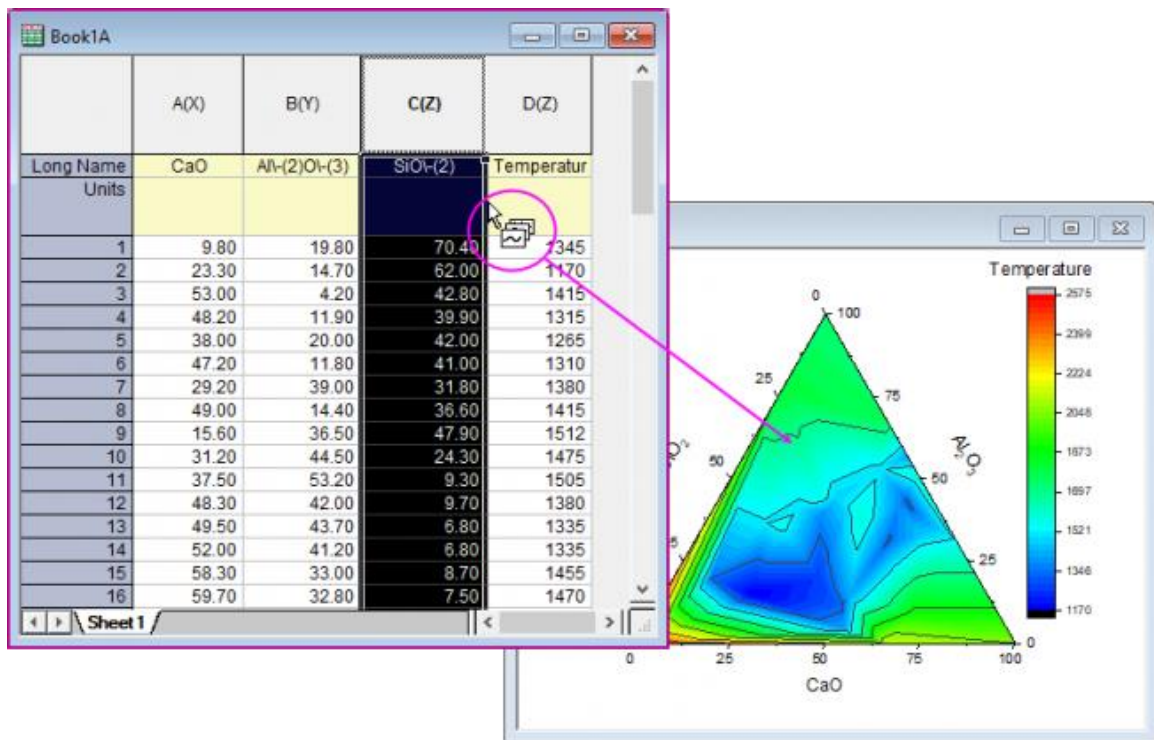 Book1A
A(X) B(Y) C(Z) D(Z)
Long Name CaO Al\-(2)O\-(3) SiO\-(2) Temperatur
Units
1 9.80 19.80 70.40 1345
2 23.30 14.70 62.00 1170
3 53.00 4.20 42.80 1415
4 48.20 11.90 39.90 1315
5 38.00 20.00 42.00 1265
6 47.20 11.80 41.00 1310
7 29.20 39.00 31.80 1380
8 49.00 14.40 36.60 1415
9 15.60 36.50 47.90 1512
10 31.20 44.50 24.30 1475
11 37.50 53.20 9.30 1505
12 48.30 42.00 9.70 1380
13 49.50 43.70 6.80 1335
14 52.00 41.20 6.80 1335
15 58.30 33.00 8.70 1455
16 59.70 32.80 7.50 1470
Sheet1
Temperature
2575
2399
2224
2048
1873
1697
1521
1346
1170
0
100
25
75
50
50
25
0
Al₂O₃
0 25 50 75 100
CaO